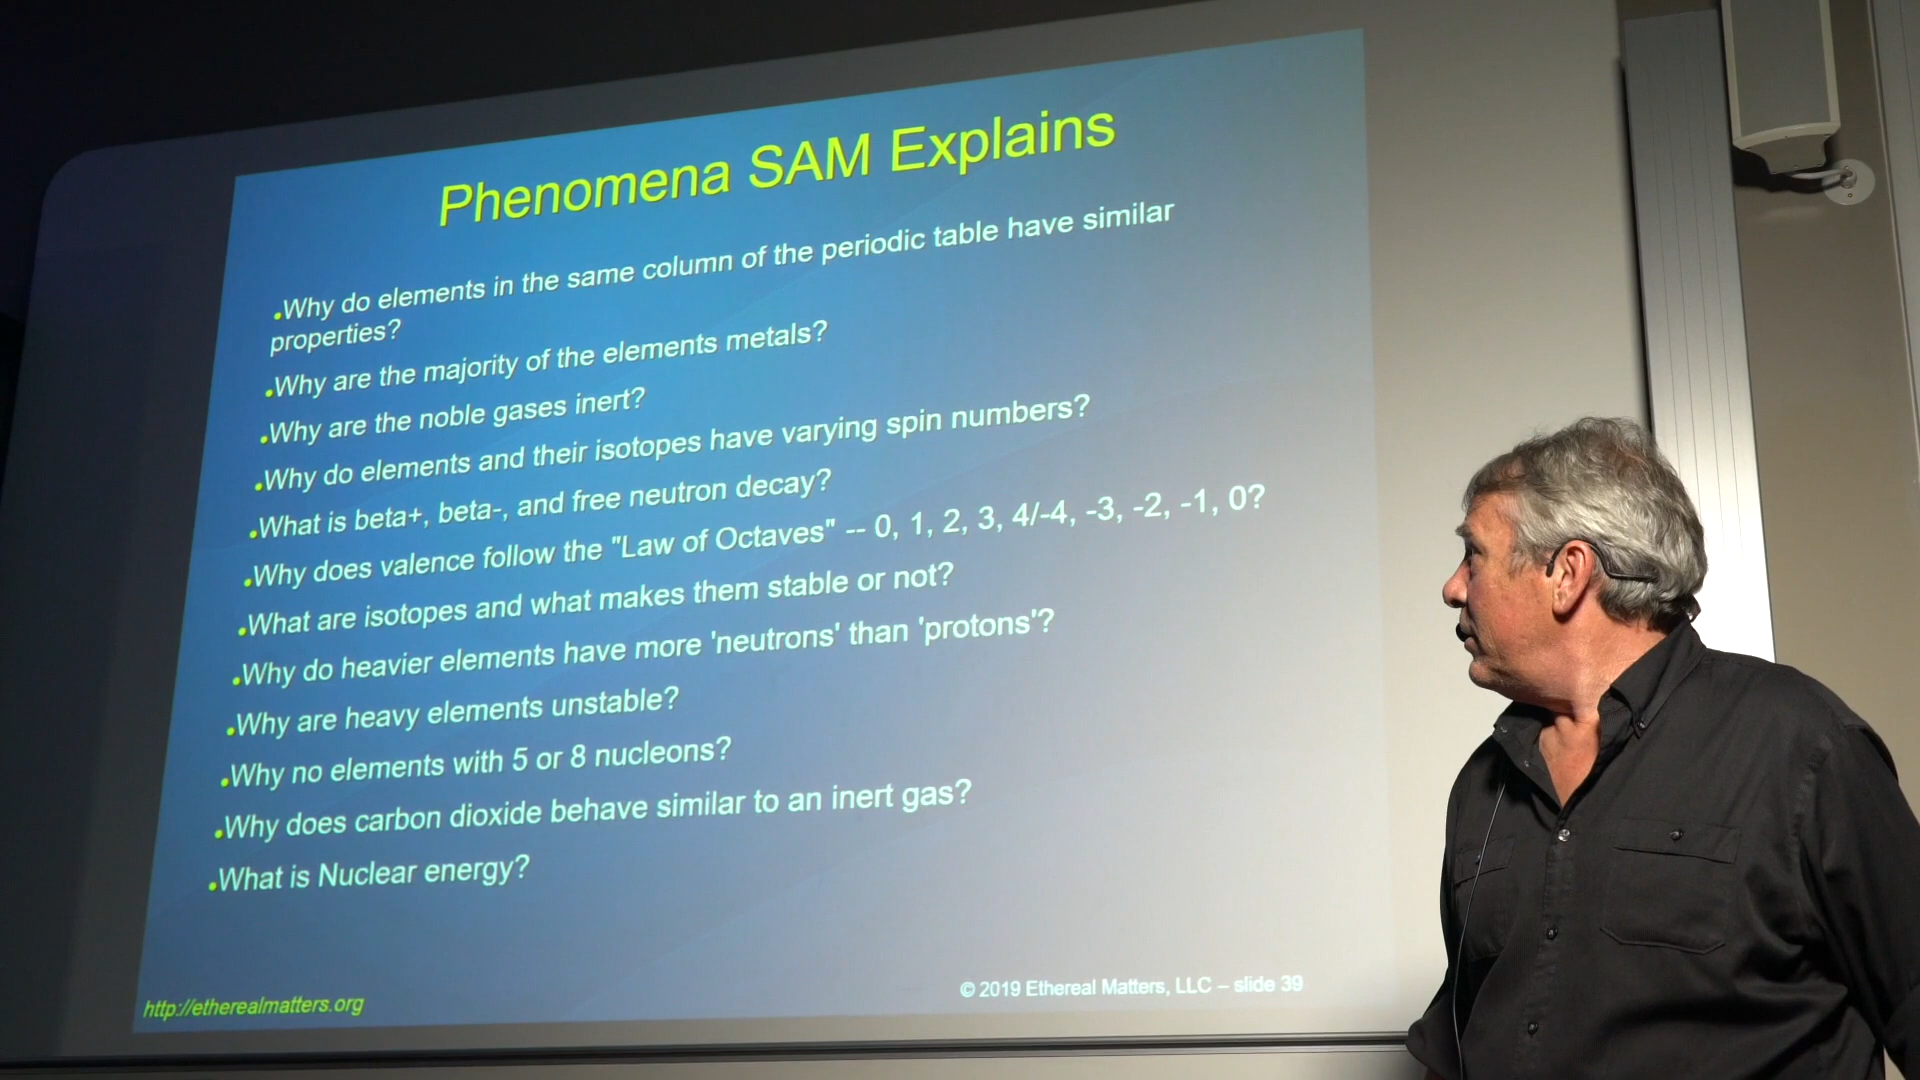 Phenomena SAM Explains
•Why do elements in the same column of the periodic table have similar
properties?
•Why are the majority of the elements metals?
•Why are the noble gases inert?
•Why do elements and their isotopes have varying spin numbers?
•What is beta+, beta-, and free neutron decay?
•Why does valence follow the "Law of Octaves" -- 0, 1, 2, 3, 4/-4, -3, -2, -1, 0?
•What are isotopes and what makes them stable or not?
•Why do heavier elements have more 'neutrons' than 'protons'?
•Why are heavy elements unstable?
•Why no elements with 5 or 8 nucleons?
•Why does carbon dioxide behave similar to an inert gas?
•What is Nuclear energy?
http://etherealmatters.org
© 2019 Ethereal Matters, LLC – slide 39